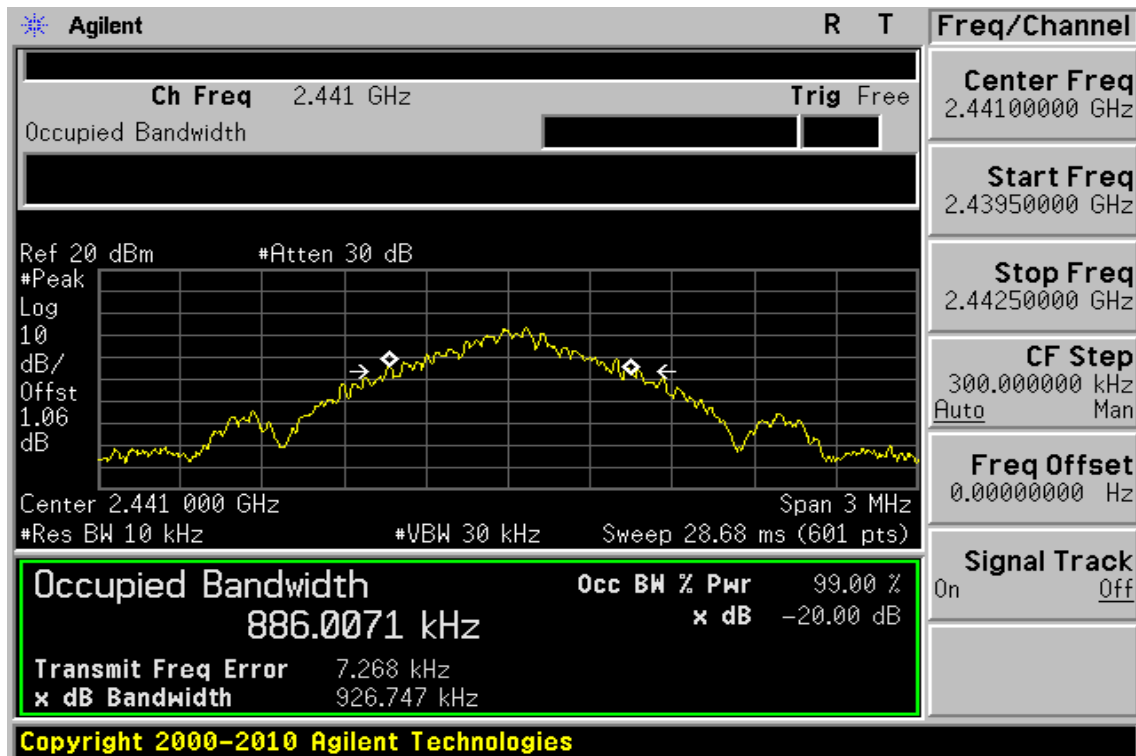 Agilent R T
Freq/Channel
Ch Freq 2.441 GHz Trig Free
Occupied Bandwidth
Center Freq
2.44100000 GHz
Start Freq
2.43950000 GHz
Stop Freq
2.44250000 GHz
CF Step
300.000000 kHz
Auto Man
Freq Offset
0.00000000 Hz
Signal Track
On Off
Ref 20 dBm #Atten 30 dB
#Peak
Log
10
dB/
Offst
1.06
dB
Center 2.441 000 GHz Span 3 MHz
#Res BW 10 kHz #VBW 30 kHz Sweep 28.68 ms (601 pts)
Occupied Bandwidth
886.0071 kHz
Occ BW % Pwr 99.00 %
x dB -20.00 dB
Transmit Freq Error 7.268 kHz
x dB Bandwidth 926.747 kHz
Copyright 2000-2010 Agilent Technologies